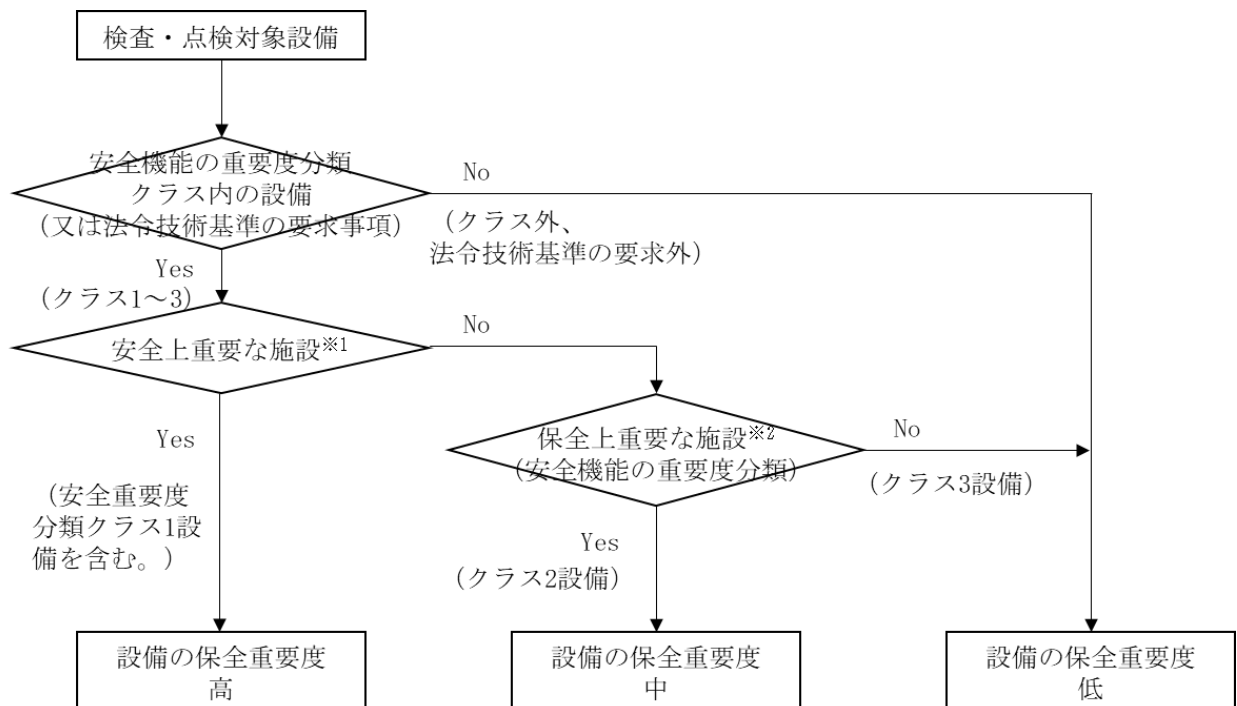 検査・点検対象設備
安全機能の重要度分類
クラス内の設備
（又は法令技術基準の要求事項）
No
（クラス外、
法令技術基準の要求外）
Yes
（クラス1～3）
安全上重要な施設※1
No
保全上重要な施設※2
（安全機能の重要度分類）
No
（クラス3設備）
Yes
（安全重要度
分類クラス1設
備を含む。）
Yes
（クラス2設備）
設備の保全重要度
高
設備の保全重要度
中
設備の保全重要度
低